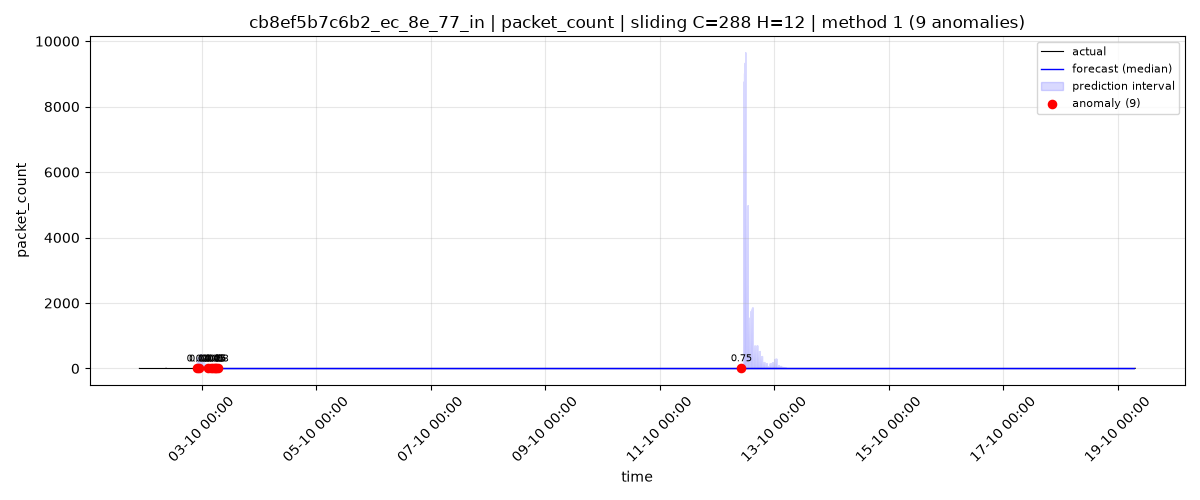 cb8ef5b7c6b2_ec_8e_77_in | packet_count | sliding C=288 H=12 | method 1 (9 anomalies)
10000
8000
6000
4000
2000
0
packet_count
actual
forecast (median)
prediction interval
anomaly (9)
0.75
03-10 00:00
05-10 00:00
07-10 00:00
09-10 00:00
11-10 00:00
13-10 00:00
15-10 00:00
17-10 00:00
19-10 00:00
time